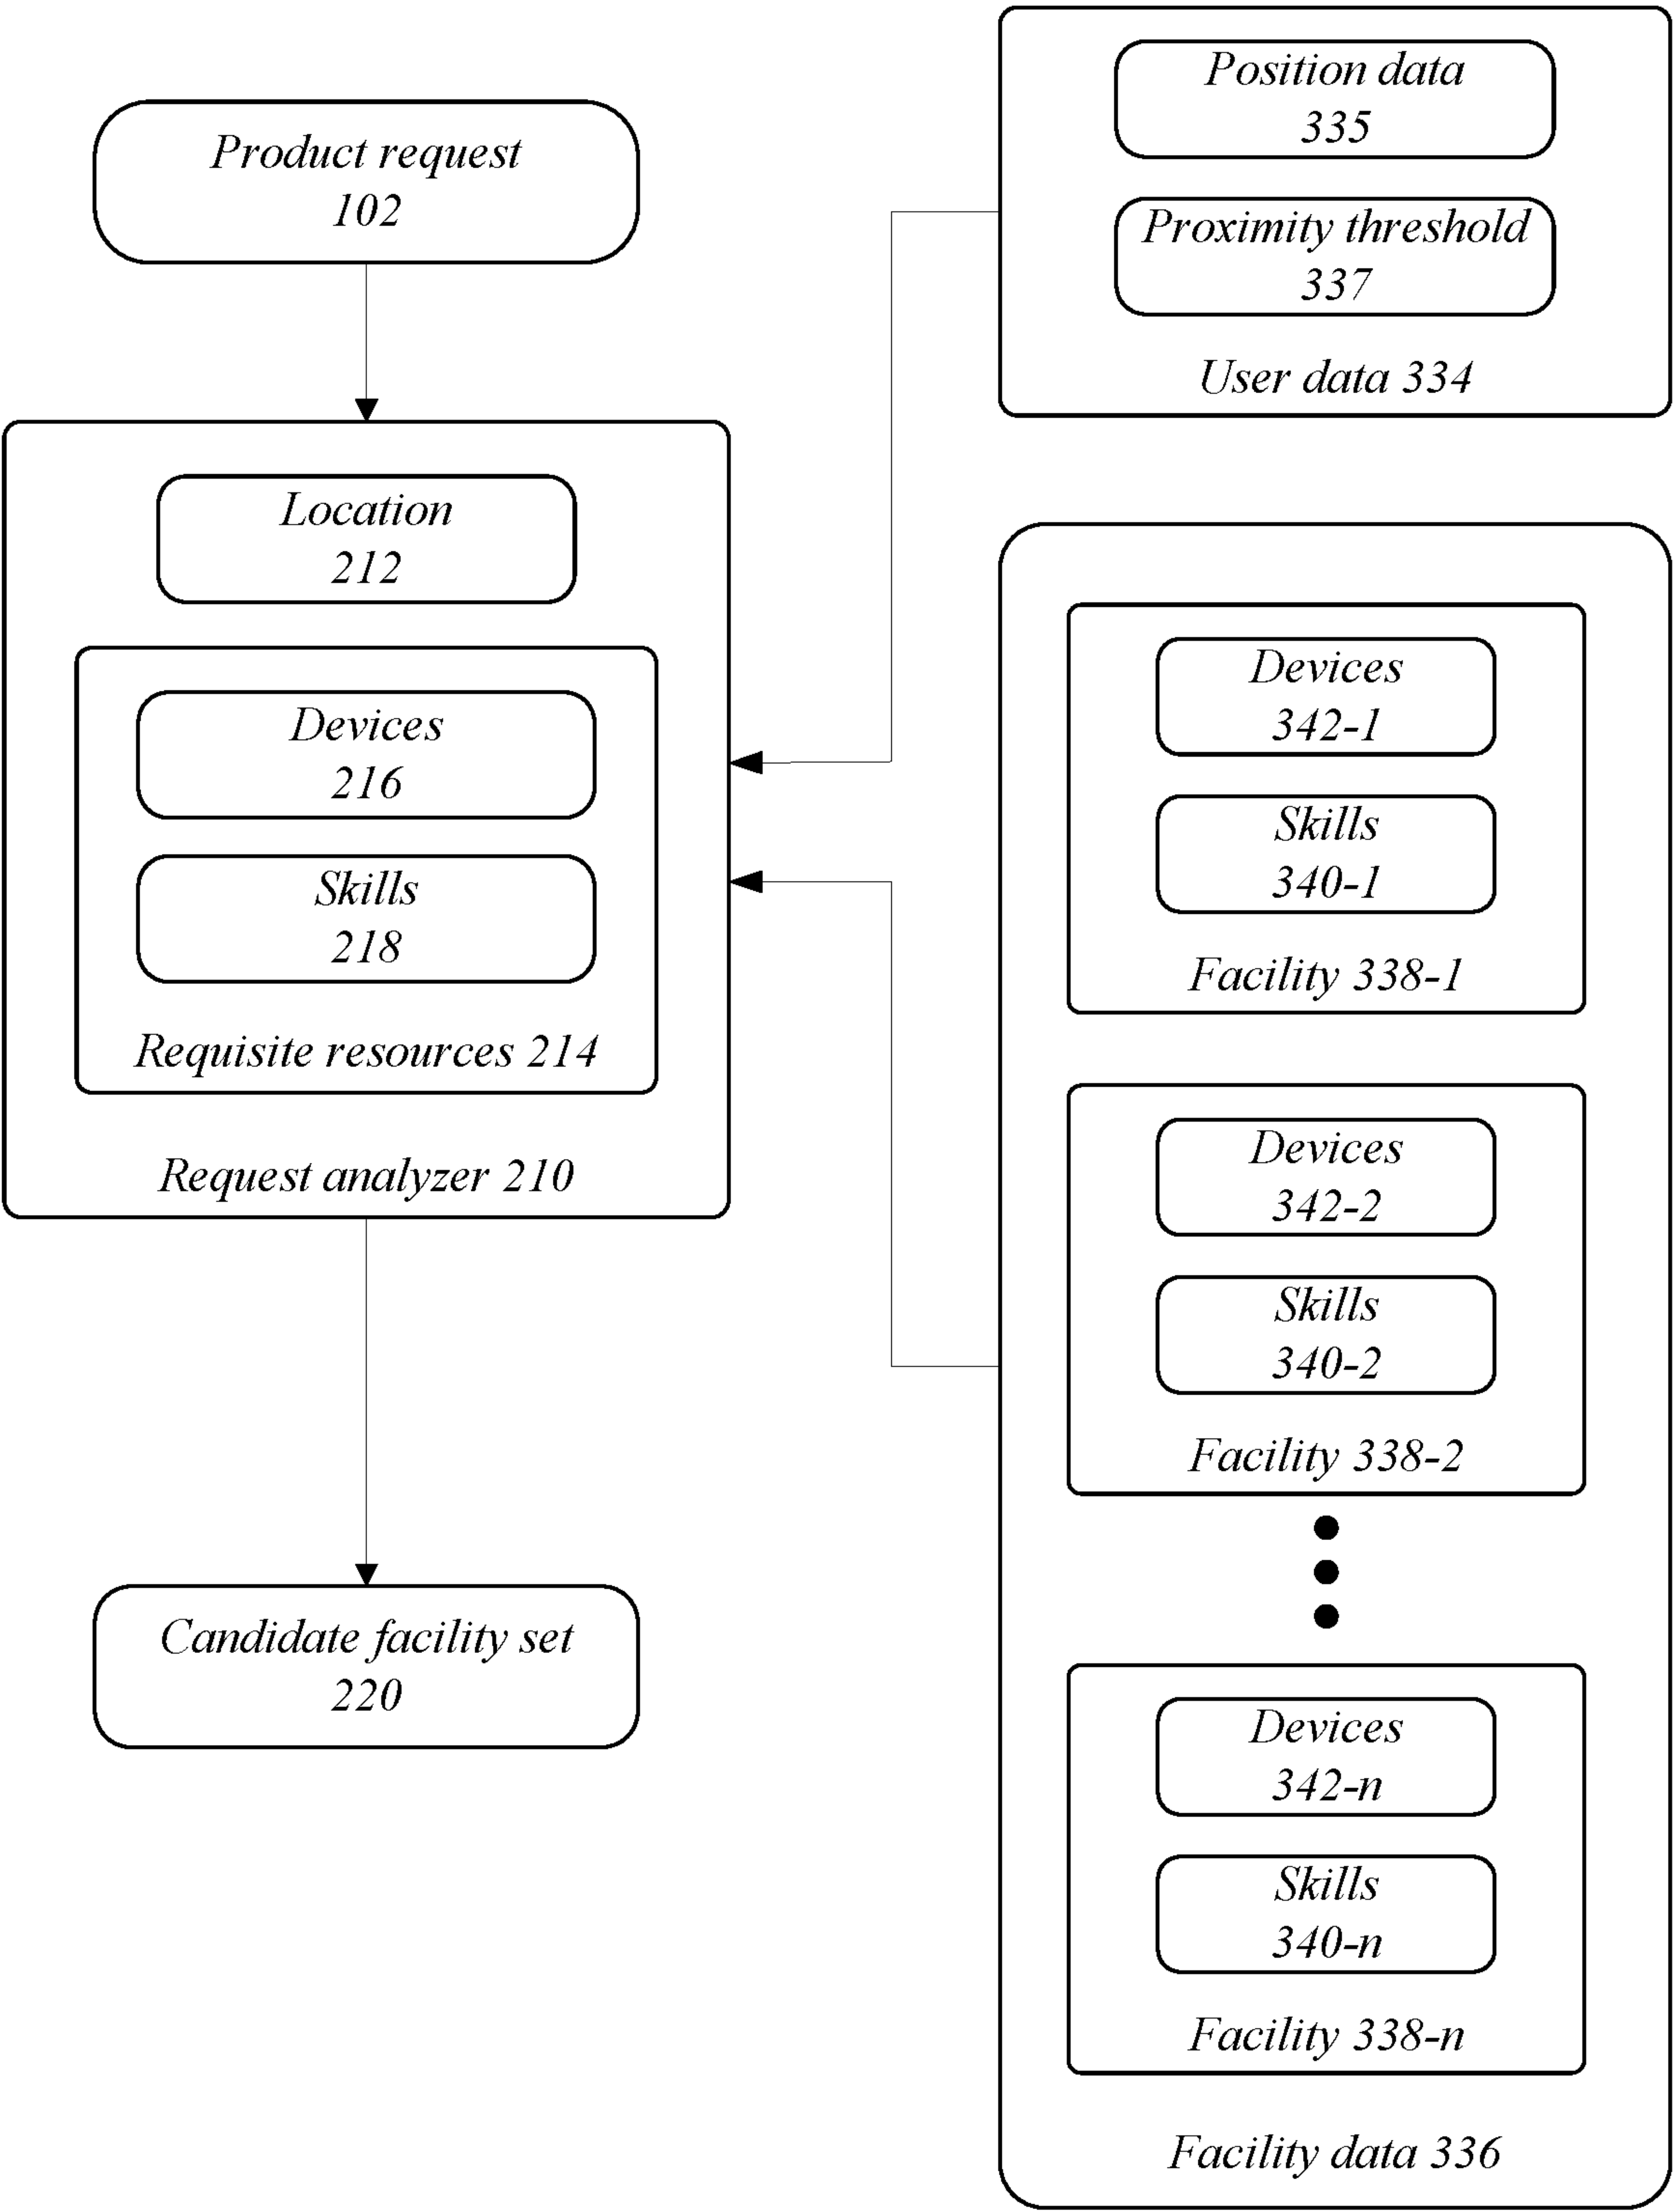 Product request
102
Location
212
Devices
216
Skills
218
Requisite resources 214
Request analyzer 210
Candidate facility set
220
Position data
335
Proximity threshold
337
User data 334
Devices
342-1
Skills
340-1
Facility 338-1
Devices
342-2
Skills
340-2
Facility 338-2
Devices
342-n
Skills
340-n
Facility 338-n
Facility data 336